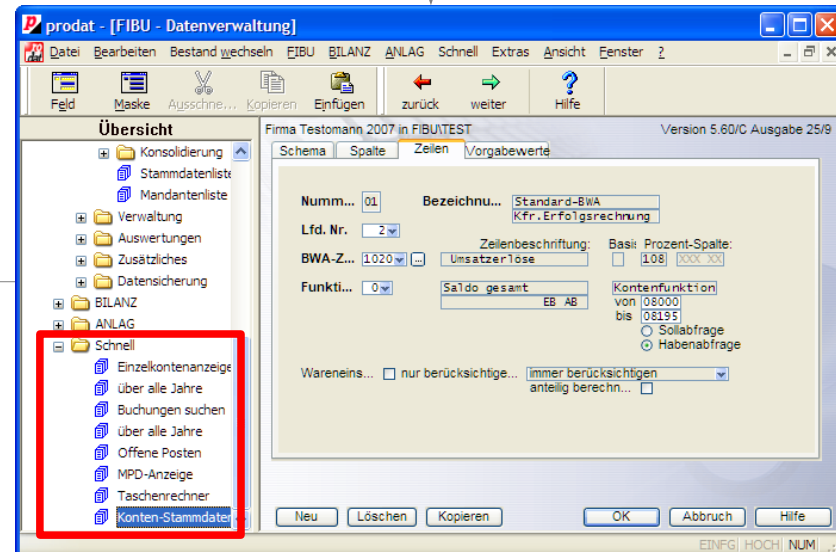 prodat - [FIBU - Datenverwaltung]
Datei Bearbeiten Bestand wechseln FIBU BILANZ ANLAG Schnell Extras Ansicht Fenster ?
Feld Maske Ausschne... Kopieren Einfügen zurück weiter Hilfe
Übersicht
Konsolidierung
Stammdatenliste
Mandantenliste
Verwaltung
Auswertungen
Zusätzliches
Datensicherung
BILANZ
ANLAG
Schnell
Einzelkontenanzeige
über alle Jahre
Buchungen suchen
über alle Jahre
Offene Posten
MPD-Anzeige
Taschenrechner
Konten-Stammdaten
Firma Testomann 2007 in FIBU\TEST Version 5.60/C Ausgabe 25/9
Schema Spalte Zeilen Vorgabewerte
Numm... 01 Bezeichnu... Standard-BWA
Kfr.Erfolgsrechnung
Lfd. Nr. 2
Zeilenbeschriftung: Basis Prozent-Spalte:
BWA-Z... 1020 ... Umsatzerlöse 108 XXX XX
Funkti... 0 Saldo gesamt Kontenfunktion
EB AB von 08000
bis 08195
Sollabfrage
Habenabfrage
Wareneins... nur berücksichtige... immer berücksichtigen
anteilig berechn...
Neu Löschen Kopieren OK Abbruch Hilfe
EINFG HOCH NUM